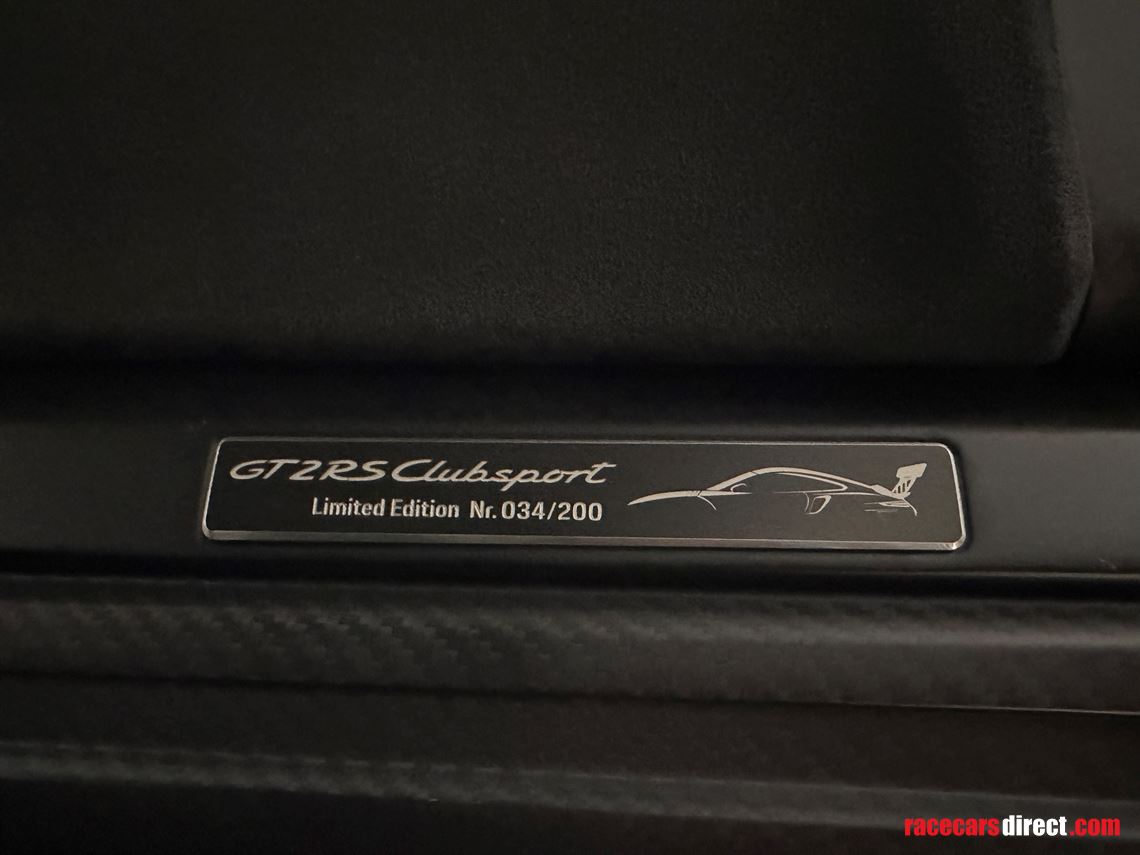 GT2RS Clubsport
Limited Edition Nr. 034/200
racecarsdirect.com